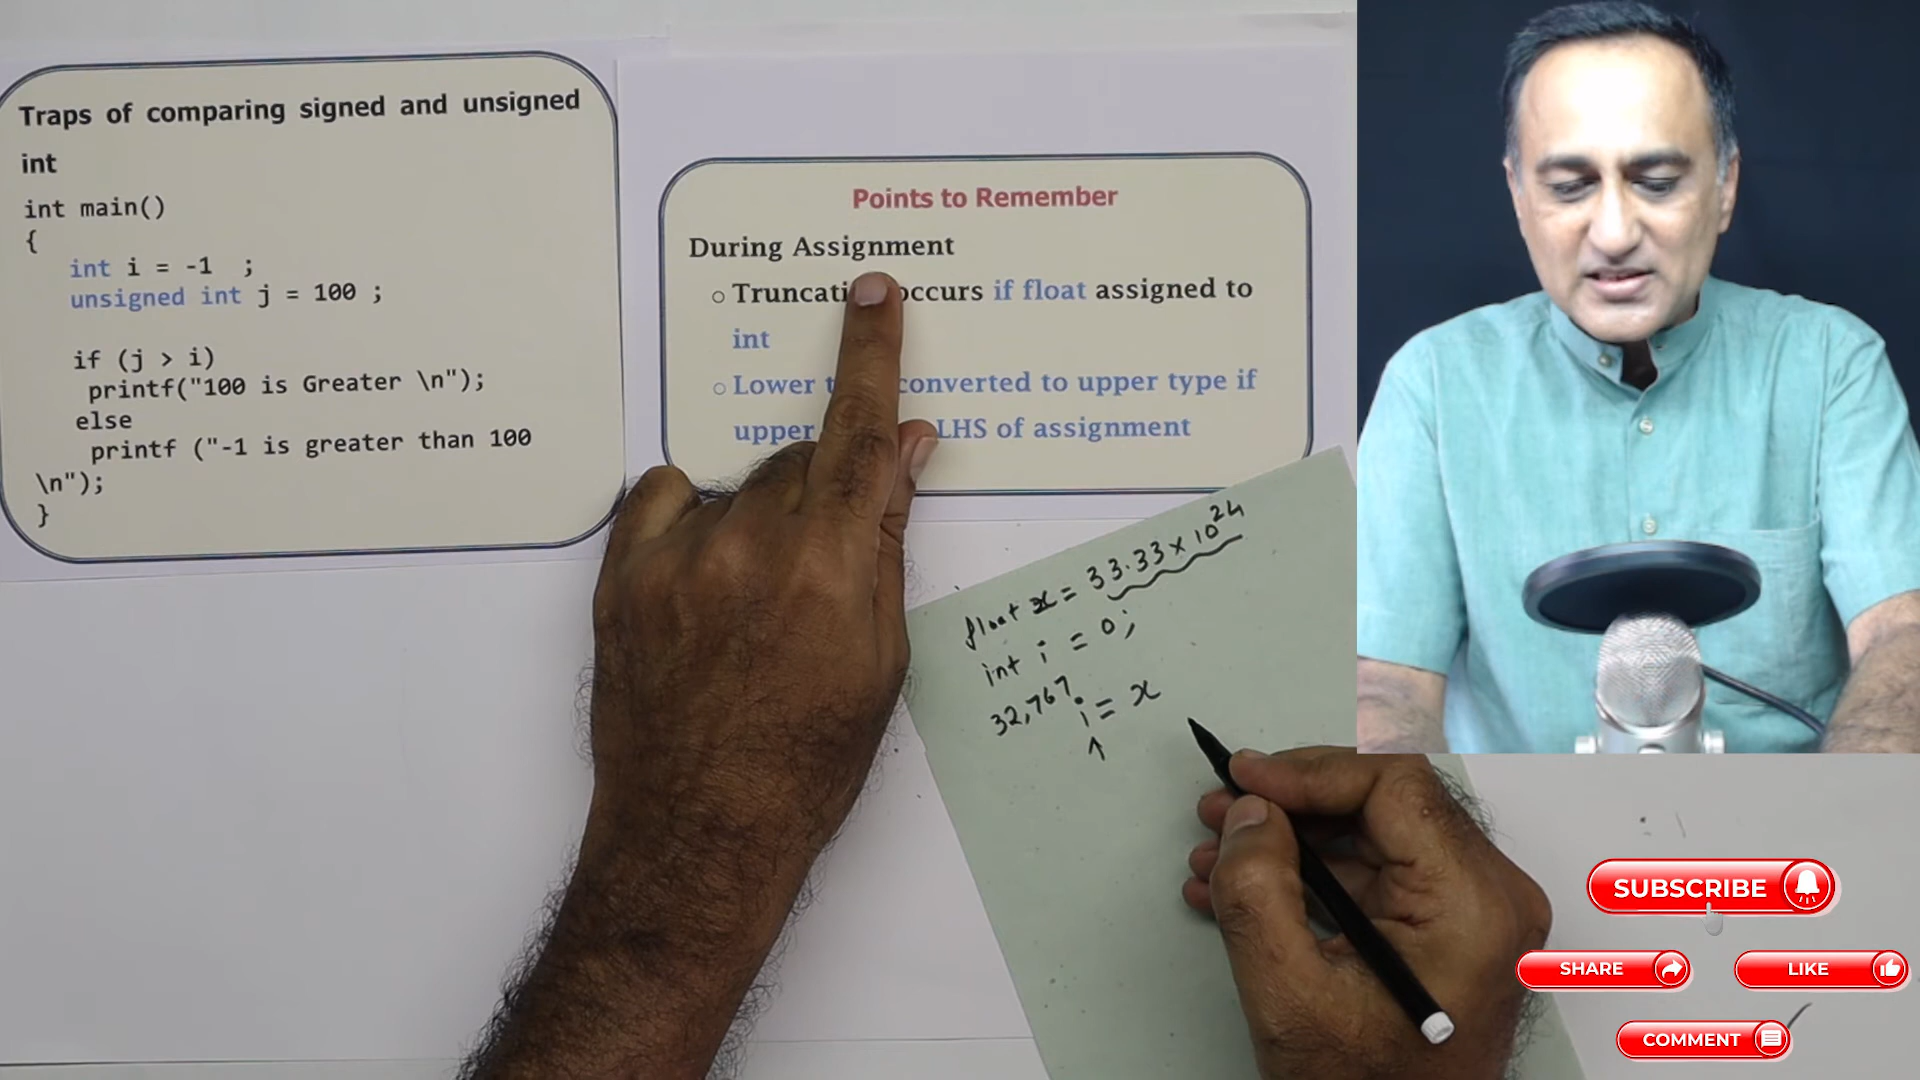 Traps of comparing signed and unsigned
int
int main()
{
int i = -1 ;
unsigned int j = 100 ;
if (j > i)
printf("100 is Greater \n");
else
printf ("-1 is greater than 100
\n");
}
Points to Remember
During Assignment
Truncati occurs if float assigned to
int
Lower converted to upper type if
upper LHS of assignment
float x = 33.33 x 10^24
int i = 0;
32,767
i = x
SUBSCRIBE
SHARE
LIKE
COMMENT